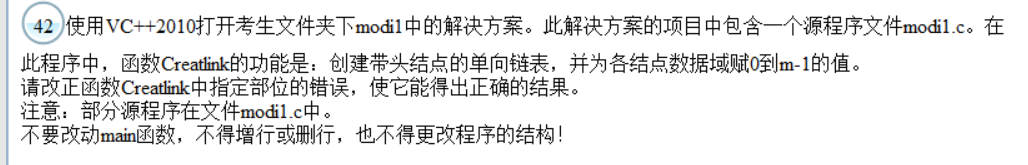 42 使用VC++2010打开考生文件夹下modi1中的解决方案。此解决方案的项目中包含一个源程序文件modi1.c。在
此程序中，函数Creatlink的功能是：创建带头结点的单向链表，并为各结点数据域赋0到m-1的值。
请改正函数Creatlink中指定部位的错误，使它能得出正确的结果。
注意：部分源程序在文件modi1.c中。
不要改动main函数，不得增行或删行，也不得更改程序的结构！